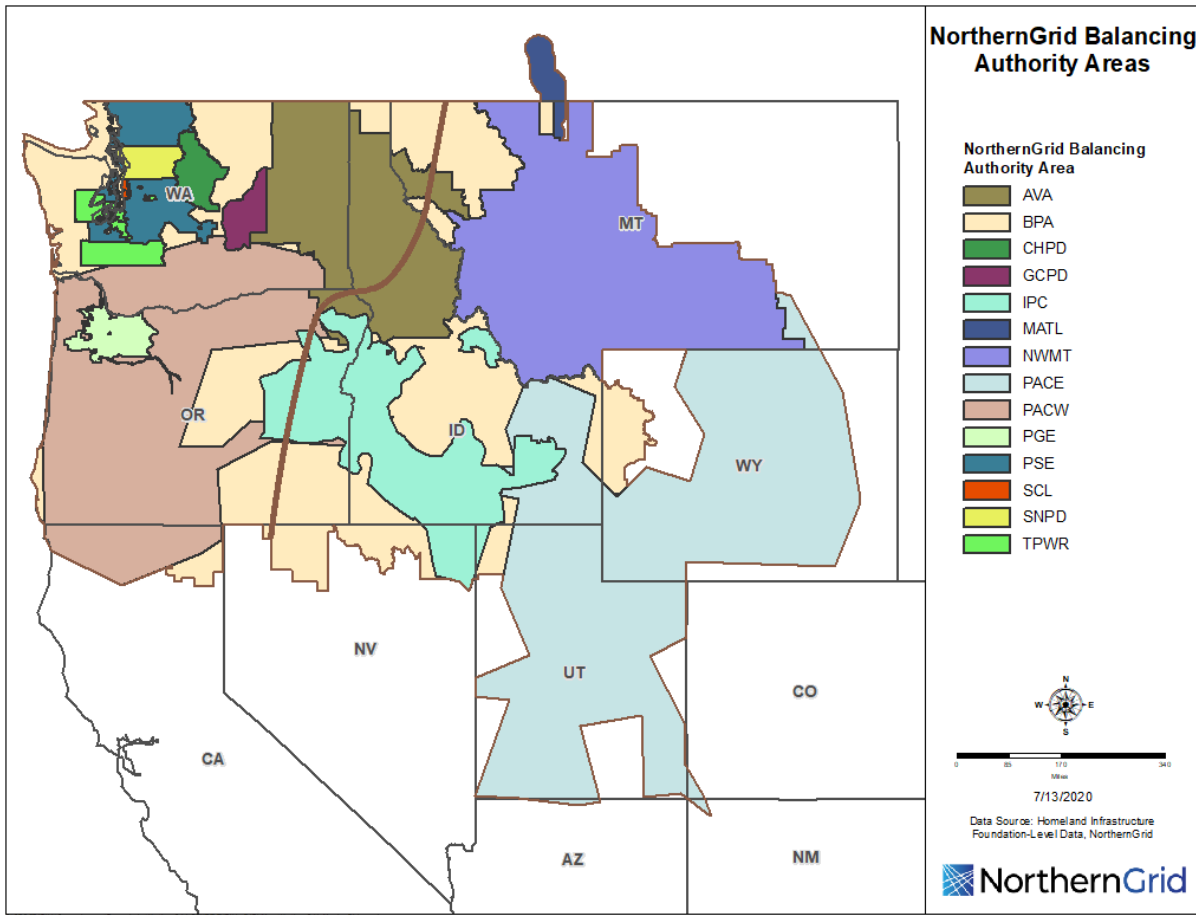 NorthernGrid Balancing
Authority Areas
NorthernGrid Balancing
Authority Area
AVA
BPA
CHPD
GCPD
IPC
MATL
NWMT
PACE
PACW
PGE
PSE
SCL
SNPD
TPWR
WA
MT
OR
ID
WY
NV
UT
CO
CA
AZ
NM
N
W E
S
0 85 170 340
Miles
7/13/2020
Data Source: Homeland Infrastructure
Foundation-Level Data, NorthernGrid
NorthernGrid